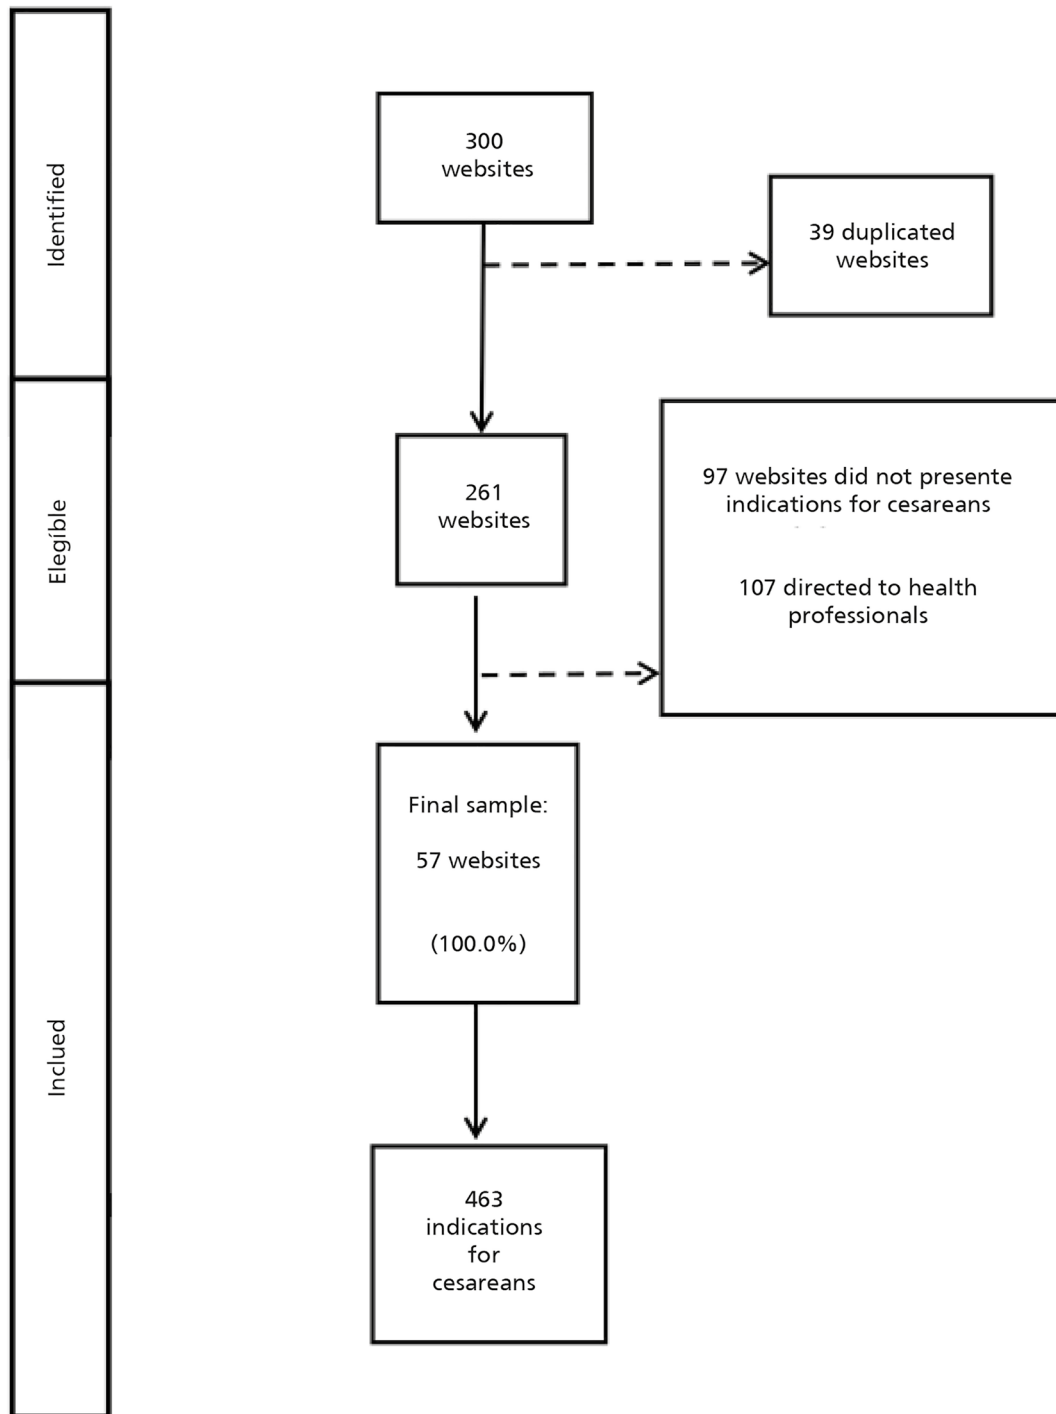 Identified
300
websites
39 duplicated
websites
Elegíble
261
websites
97 websites did not presente
indications for cesareans
107 directed to health
professionals
Inclued
Final sample:
57 websites
(100.0%)
463
indications
for
cesareans